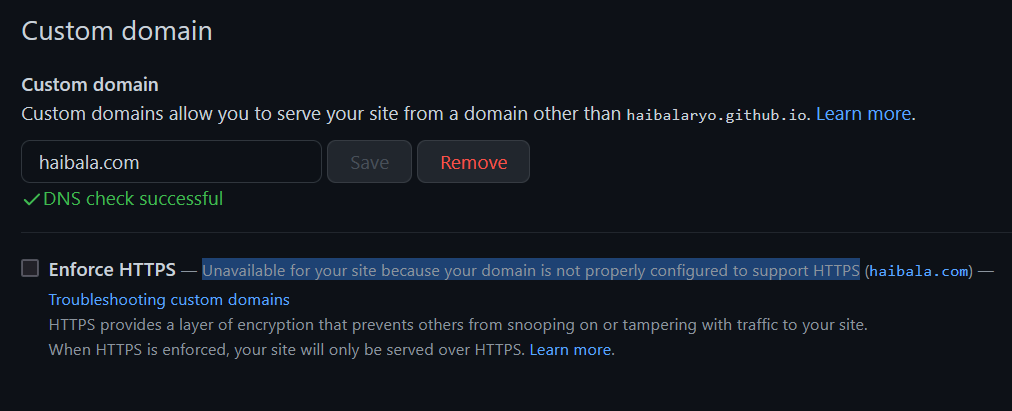 Custom domain
Custom domain
Custom domains allow you to serve your site from a domain other than haibalaryo.github.io. Learn more.
haibala.com Save Remove
✓ DNS check successful
Enforce HTTPS — Unavailable for your site because your domain is not properly configured to support HTTPS (haibala.com) —
Troubleshooting custom domains
HTTPS provides a layer of encryption that prevents others from snooping on or tampering with traffic to your site.
When HTTPS is enforced, your site will only be served over HTTPS. Learn more.